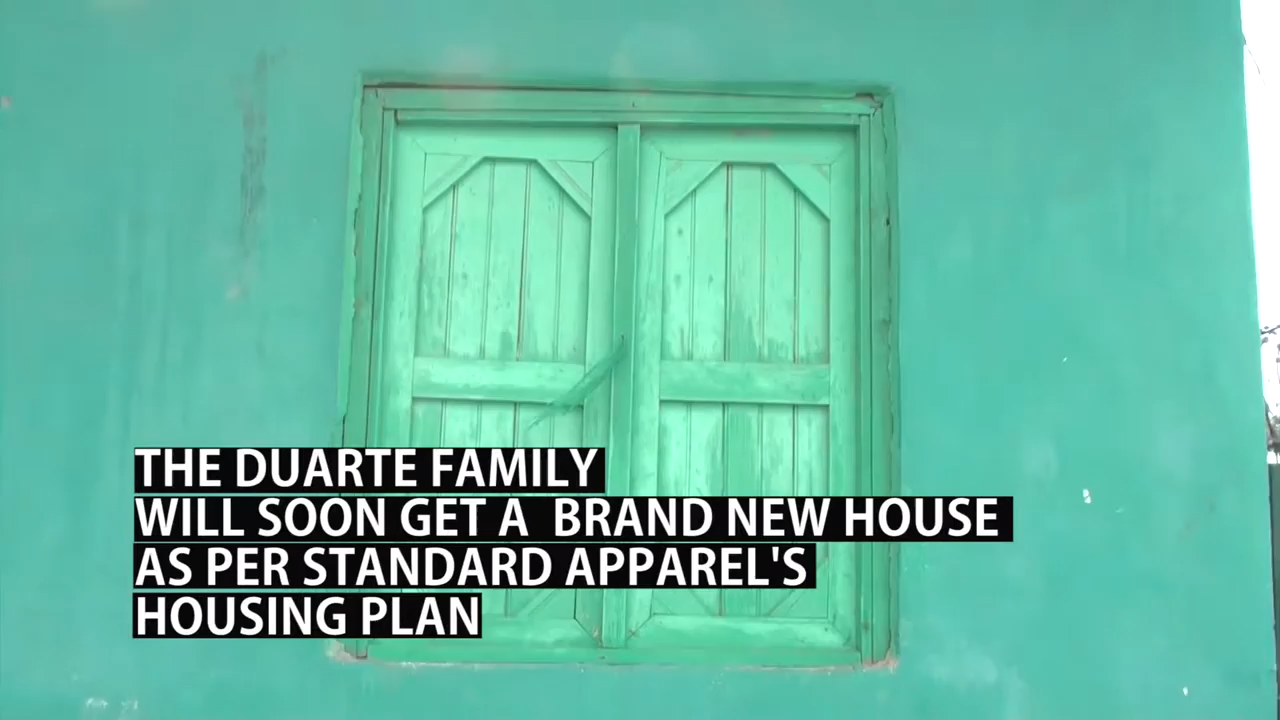 THE DUARTE FAMILY
WILL SOON GET A  BRAND NEW HOUSE
AS PER STANDARD APPAREL'S
HOUSING PLAN